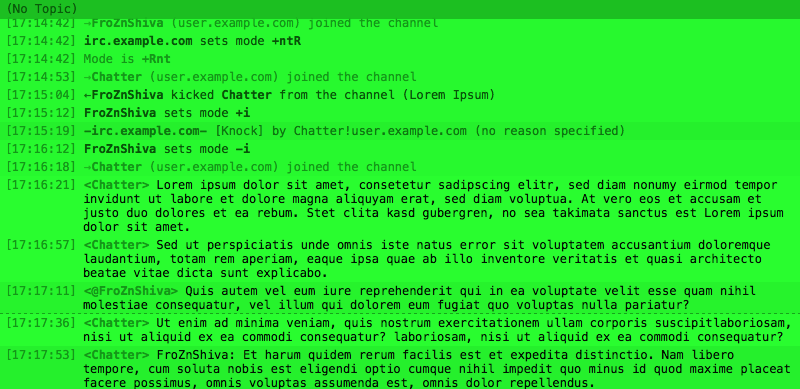 (No Topic)
[17:14:42] →FroZnShiva (user.example.com) joined the channel
[17:14:42] irc.example.com sets mode +ntR
[17:14:42] Mode is +Rnt
[17:14:53] →Chatter (user.example.com) joined the channel
[17:15:04] ←FroZnShiva kicked Chatter from the channel (Lorem Ipsum)
[17:15:12] FroZnShiva sets mode +i
[17:15:19] –irc.example.com– [Knock] by Chatter!user.example.com (no reason specified)
[17:16:12] FroZnShiva sets mode –i
[17:16:18] →Chatter (user.example.com) joined the channel
[17:16:21] <Chatter> Lorem ipsum dolor sit amet, consetetur sadipscing elitr, sed diam nonumy eirmod tempor
invidunt ut labore et dolore magna aliquyam erat, sed diam voluptua. At vero eos et accusam et
justo duo dolores et ea rebum. Stet clita kasd gubergren, no sea takimata sanctus est Lorem ipsum
dolor sit amet.
[17:16:57] <Chatter> Sed ut perspiciatis unde omnis iste natus error sit voluptatem accusantium doloremque
laudantium, totam rem aperiam, eaque ipsa quae ab illo inventore veritatis et quasi architecto
beatae vitae dicta sunt explicabo.
[17:17:11] <@FroZnShiva> Quis autem vel eum iure reprehenderit qui in ea voluptate velit esse quam nihil
molestiae consequatur, vel illum qui dolorem eum fugiat quo voluptas nulla pariatur?
[17:17:36] <Chatter> Ut enim ad minima veniam, quis nostrum exercitationem ullam corporis suscipitlaboriosam,
nisi ut aliquid ex ea commodi consequatur? laboriosam, nisi ut aliquid ex ea commodi consequatur?
[17:17:53] <Chatter> FroZnShiva: Et harum quidem rerum facilis est et expedita distinctio. Nam libero
tempore, cum soluta nobis est eligendi optio cumque nihil impedit quo minus id quod maxime placeat
facere possimus, omnis voluptas assumenda est, omnis dolor repellendus.